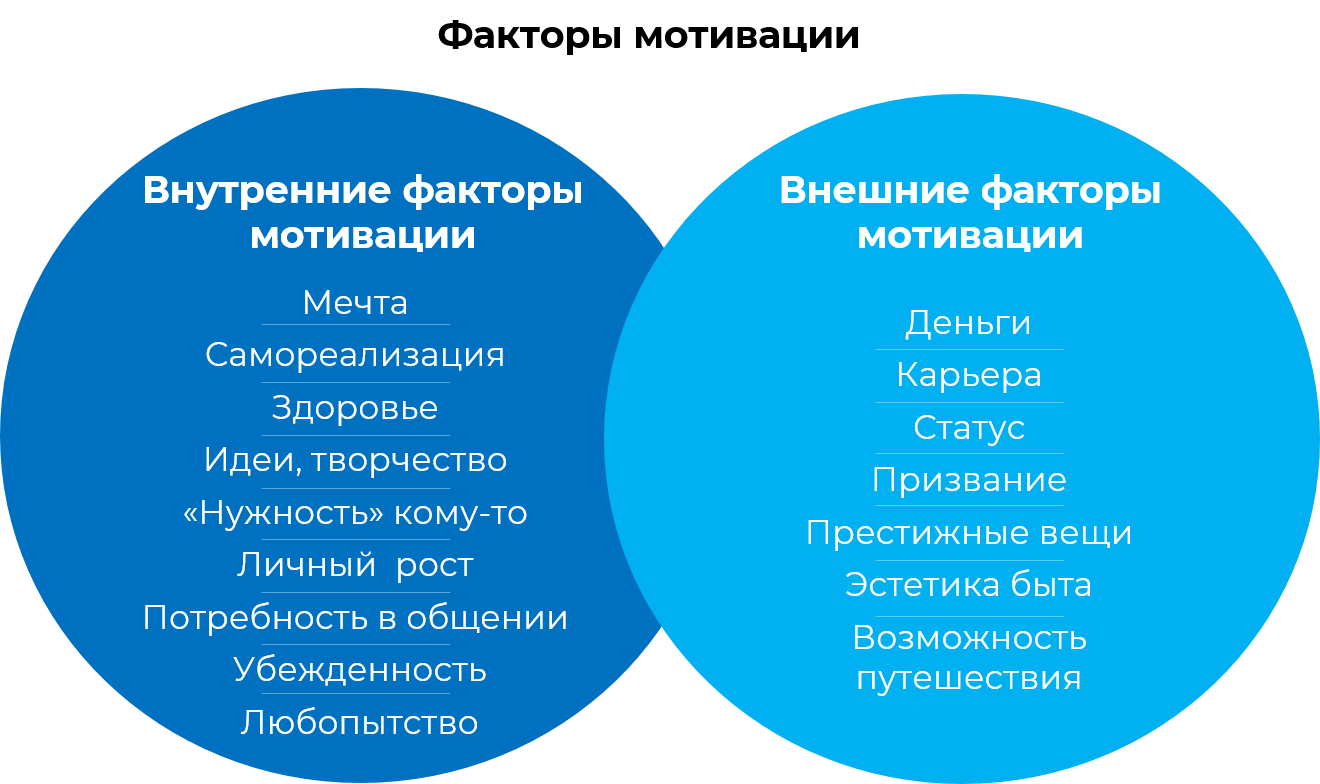 Факторы мотивации
Внутренние факторы
мотивации
Мечта
Самореализация
Здоровье
Идеи, творчество
«Нужность» кому-то
Личный  рост
Потребность в общении
Убежденность
Любопытство
Внешние факторы
мотивации
Деньги
Карьера
Статус
Призвание
Престижные вещи
Эстетика быта
Возможность
путешествия